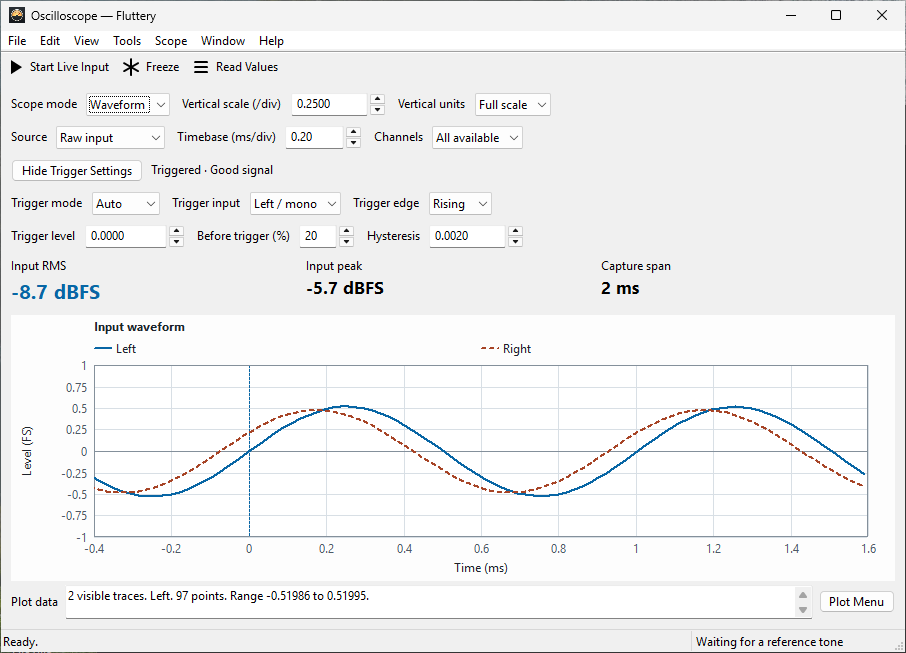 Oscilloscope — Fluttery
File Edit View Tools Scope Window Help
Start Live Input Freeze Read Values
Scope mode Waveform Vertical scale (/div) 0.2500 Vertical units Full scale
Source Raw input Timebase (ms/div) 0.20 Channels All available
Hide Trigger Settings Triggered · Good signal
Trigger mode Auto Trigger input Left / mono Trigger edge Rising
Trigger level 0.0000 Before trigger (%) 20 Hysteresis 0.0020
Input RMS Input peak Capture span
-8.7 dBFS -5.7 dBFS 2 ms
Input waveform
Left Right
1
0.75
0.5
0.25
0
-0.25
-0.5
-0.75
-1
Level (FS)
-0.4 -0.2 0 0.2 0.4 0.6 0.8 1 1.2 1.4 1.6
Time (ms)
Plot data 2 visible traces. Left. 97 points. Range -0.51986 to 0.51995. Plot Menu
Ready. Waiting for a reference tone